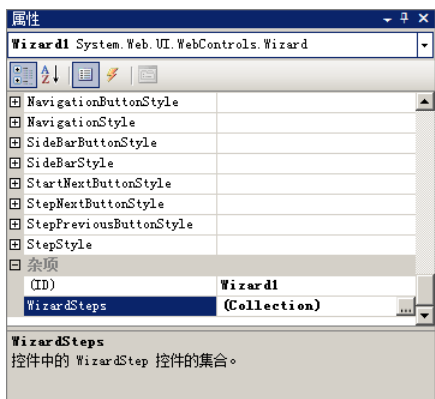 属性
Wizard1 System.Web.UI.WebControls.Wizard
NavigationButtonStyle
NavigationStyle
SideBarButtonStyle
SideBarStyle
StartNextButtonStyle
StepNextButtonStyle
StepPreviousButtonStyle
StepStyle
杂项
(ID) Wizard1
WizardSteps (Collection) ...
WizardSteps
控件中的 WizardStep 控件的集合。